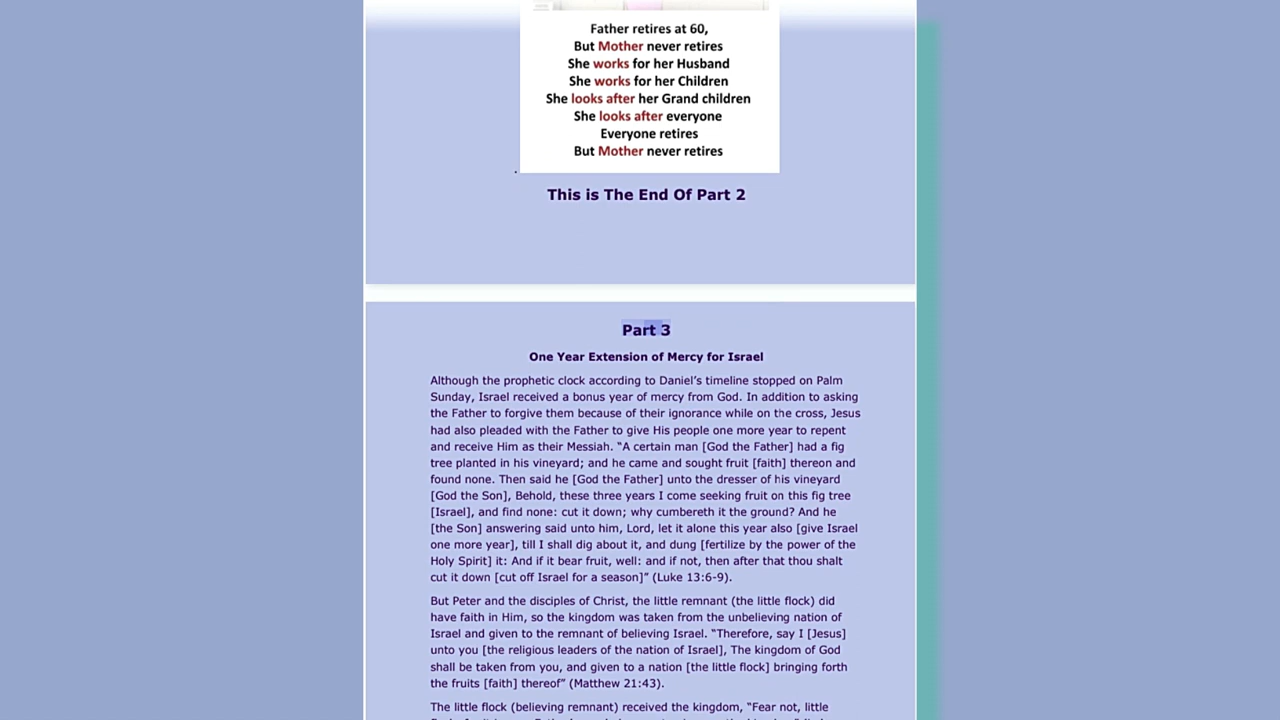 Father retires at 60,
But Mother never retires
She works for her Husband
She works for her Children
She looks after her Grand children
She looks after everyone
Everyone retires
But Mother never retires
.
This is The End Of Part 2
Part 3
One Year Extension of Mercy for Israel
Although the prophetic clock according to Daniel’s timeline stopped on Palm
Sunday, Israel received a bonus year of mercy from God. In addition to asking
the Father to forgive them because of their ignorance while on the cross, Jesus
had also pleaded with the Father to give His people one more year to repent
and receive Him as their Messiah. “A certain man [God the Father] had a fig
tree planted in his vineyard; and he came and sought fruit [faith] thereon and
found none. Then said he [God the Father] unto the dresser of his vineyard
[God the Son], Behold, these three years I come seeking fruit on this fig tree
[Israel], and find none: cut it down; why cumbereth it the ground? And he
[the Son] answering said unto him, Lord, let it alone this year also [give Israel
one more year], till I shall dig about it, and dung [fertilize by the power of the
Holy Spirit] it: And if it bear fruit, well: and if not, then after that thou shalt
cut it down [cut off Israel for a season]” (Luke 13:6-9).
But Peter and the disciples of Christ, the little remnant (the little flock) did
have faith in Him, so the kingdom was taken from the unbelieving nation of
Israel and given to the remnant of believing Israel. “Therefore, say I [Jesus]
unto you [the religious leaders of the nation of Israel], The kingdom of God
shall be taken from you, and given to a nation [the little flock] bringing forth
the fruits [faith] thereof” (Matthew 21:43).
The little flock (believing remnant) received the kingdom, “Fear not, little